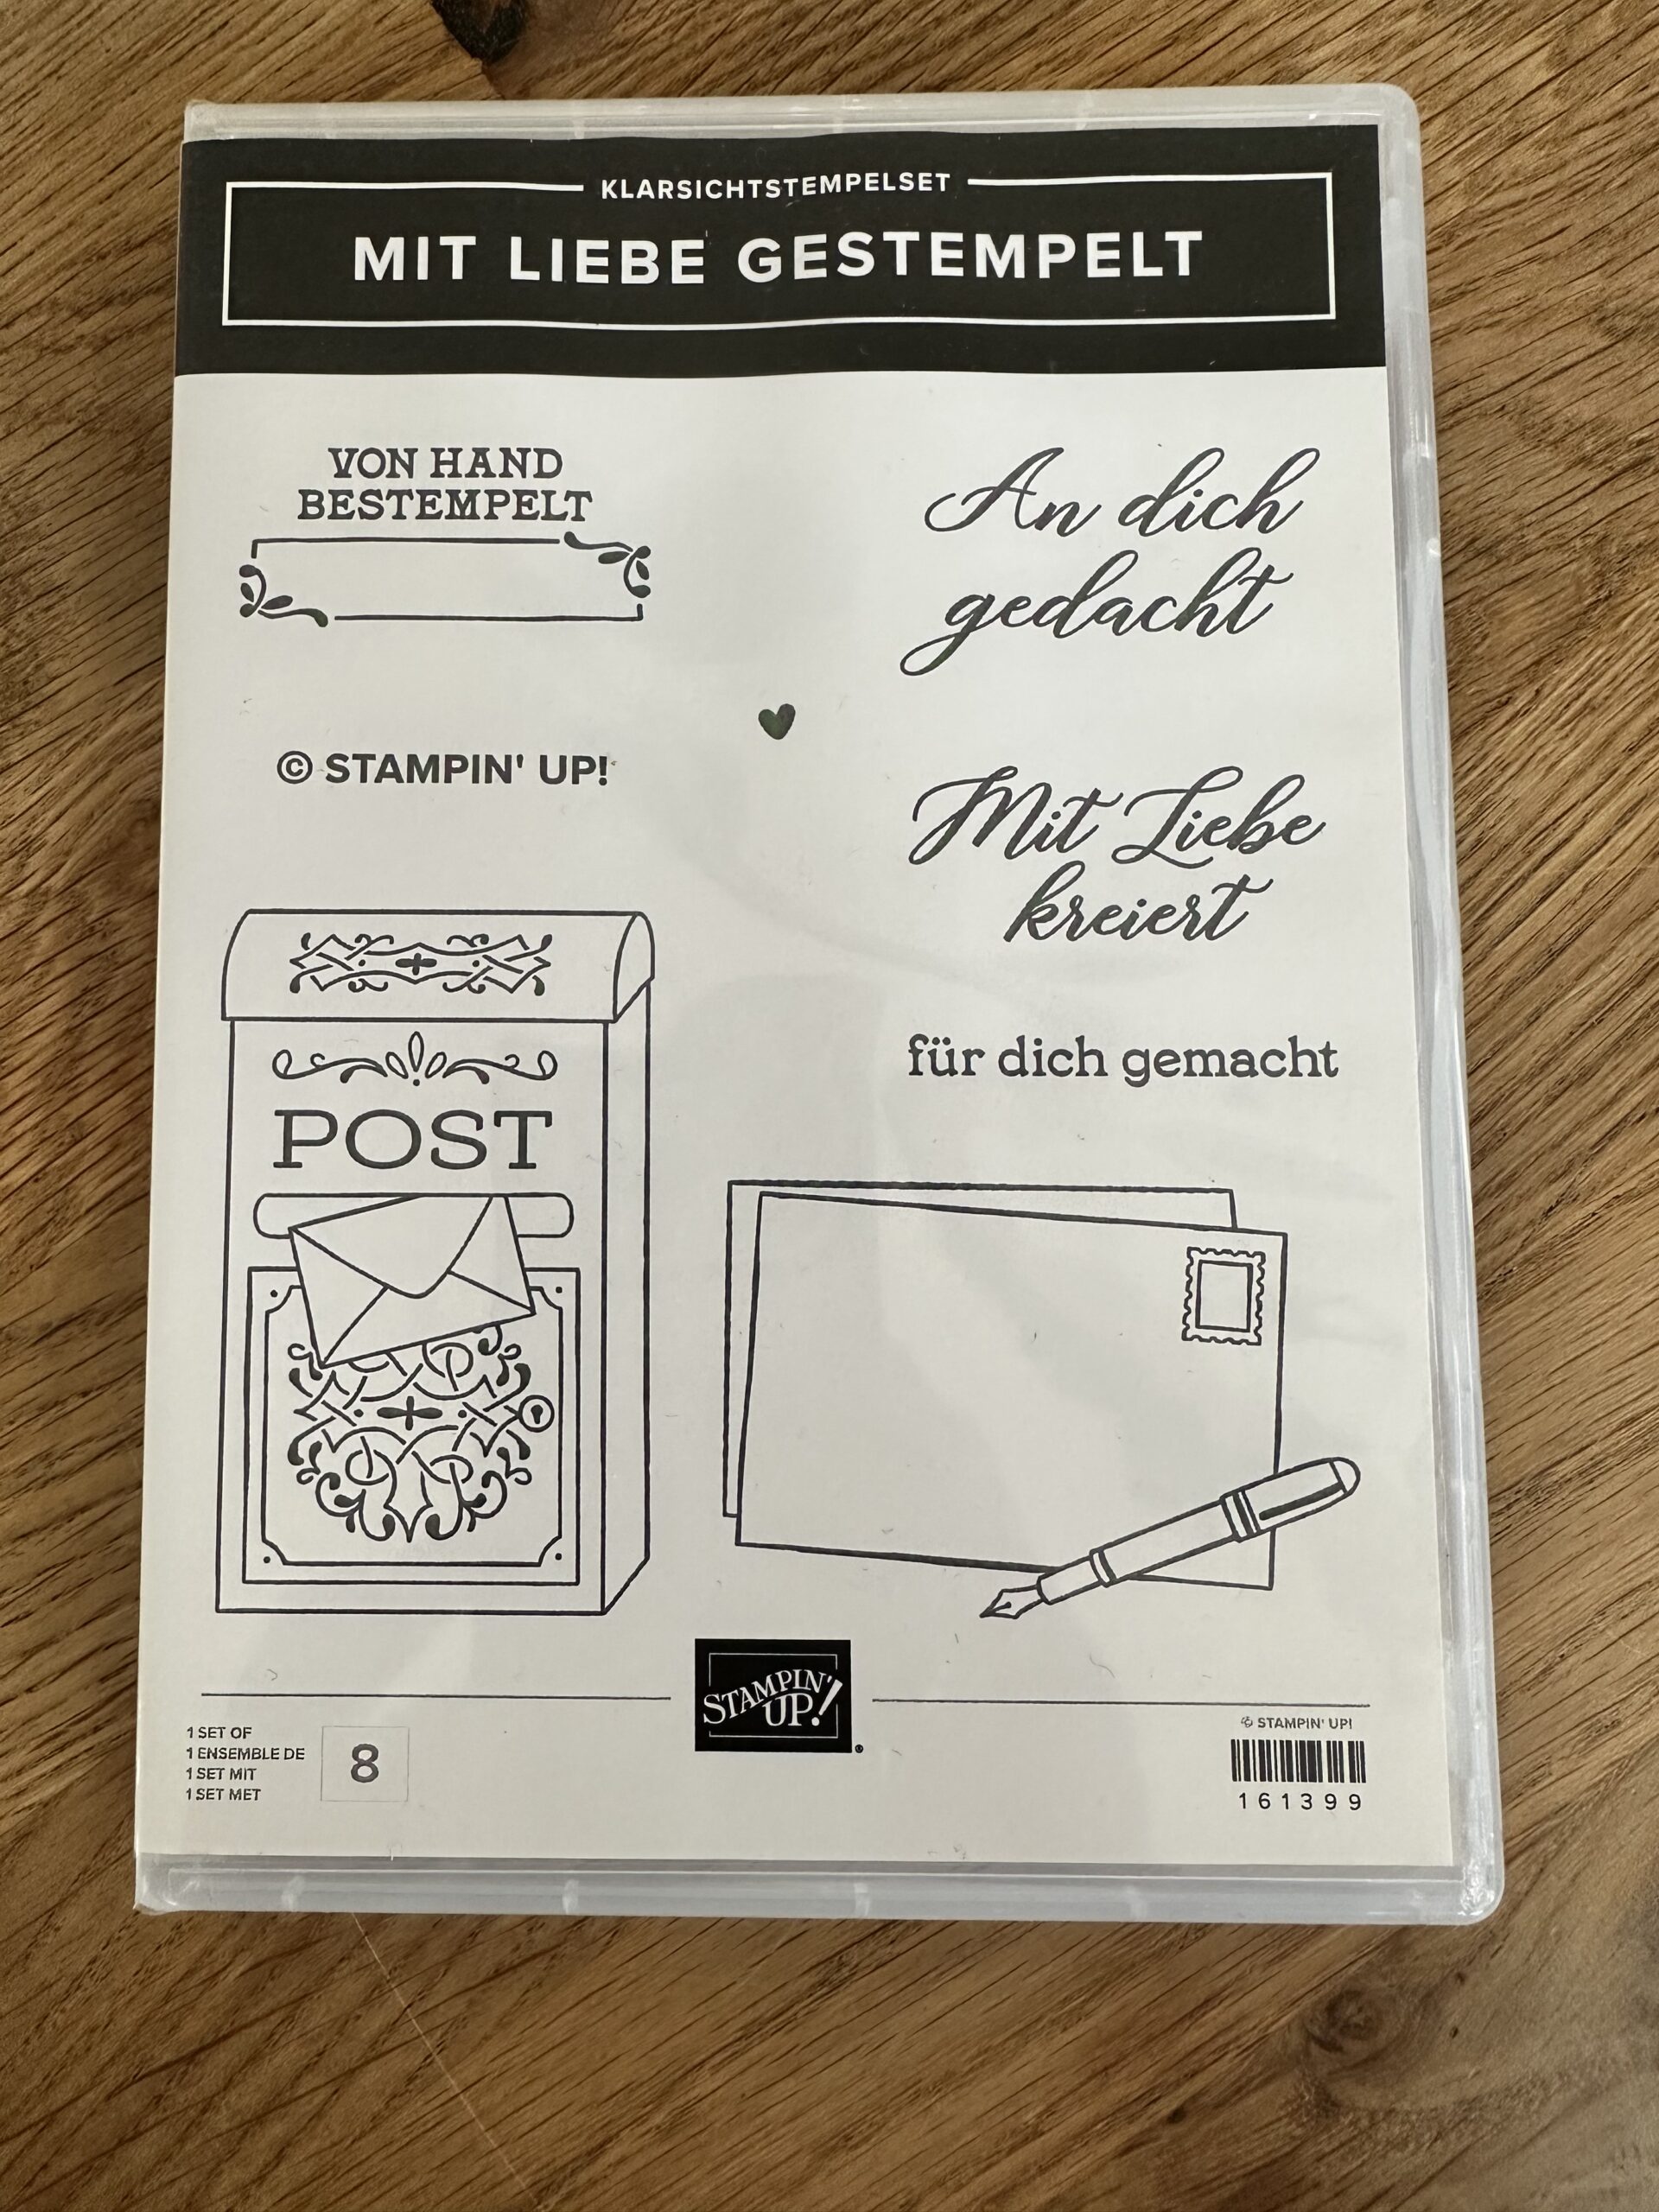 KLARSICHTSTEMPELSET
MIT LIEBE GESTEMPELT
VON HAND
BESTEMPELT
An dich
gedacht
© STAMPIN' UP!
Mit Liebe
kreiert
für dich gemacht
POST
STAMPIN'
UP!
®
1 SET OF
1 ENSEMBLE DE
1 SET MIT
1 SET MET
8
© STAMPIN' UP!
161399